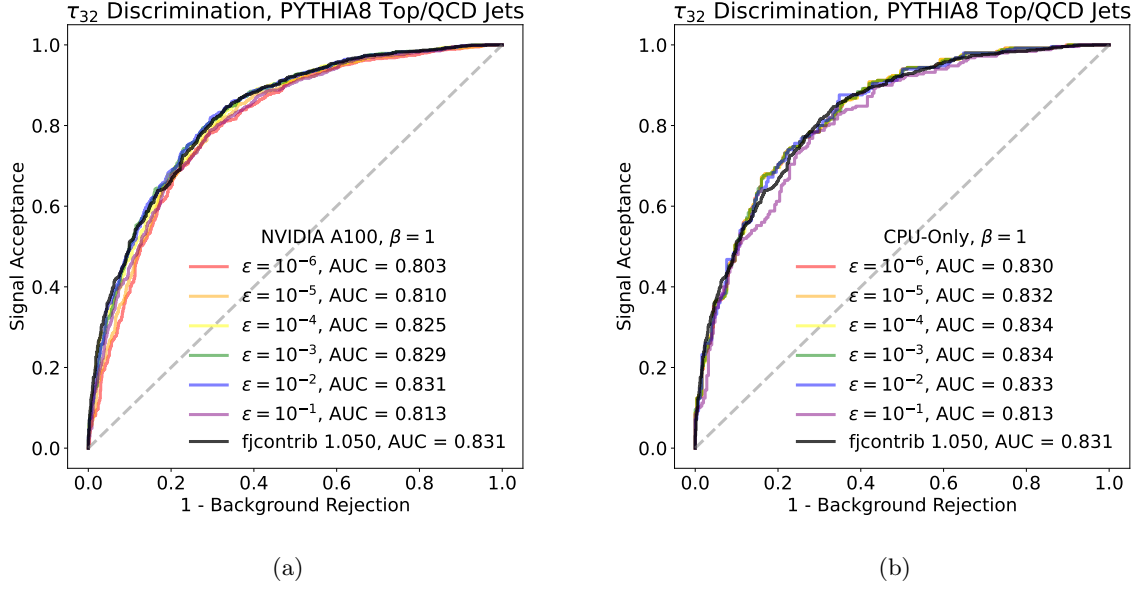 τ₃₂ Discrimination, PYTHIA8 Top/QCD Jets
Signal Acceptance
1.0
0.8
0.6
0.4
0.2
0.0
NVIDIA A100, β = 1
ε = 10⁻⁶, AUC = 0.803
ε = 10⁻⁵, AUC = 0.810
ε = 10⁻⁴, AUC = 0.825
ε = 10⁻³, AUC = 0.829
ε = 10⁻², AUC = 0.831
ε = 10⁻¹, AUC = 0.813
fjcontrib 1.050, AUC = 0.831
0.0 0.2 0.4 0.6 0.8 1.0
1 - Background Rejection
(a)
τ₃₂ Discrimination, PYTHIA8 Top/QCD Jets
Signal Acceptance
1.0
0.8
0.6
0.4
0.2
0.0
CPU-Only, β = 1
ε = 10⁻⁶, AUC = 0.830
ε = 10⁻⁵, AUC = 0.832
ε = 10⁻⁴, AUC = 0.834
ε = 10⁻³, AUC = 0.834
ε = 10⁻², AUC = 0.833
ε = 10⁻¹, AUC = 0.813
fjcontrib 1.050, AUC = 0.831
0.0 0.2 0.4 0.6 0.8 1.0
1 - Background Rejection
(b)